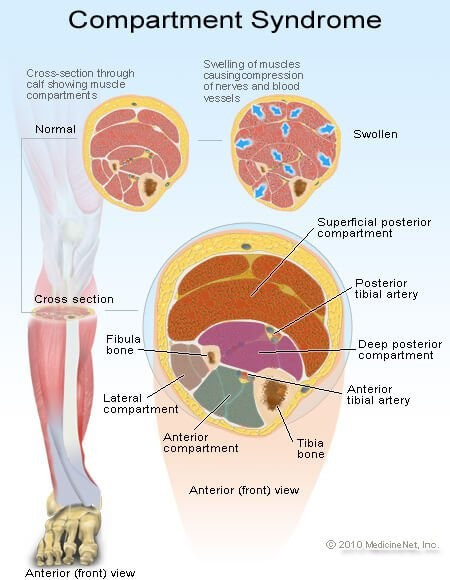 Compartment Syndrome
Cross-section through
calf showing muscle
compartments
Swelling of muscles
causing compression
of nerves and blood
vessels
Normal
Swollen
Superficial posterior
compartment
Posterior
tibial artery
Cross section
Fibula
bone
Deep posterior
compartment
Lateral
compartment
Anterior
tibial artery
Anterior
compartment
Tibia
bone
Anterior (front) view
© 2010 MedicineNet, Inc.
Anterior (front) view